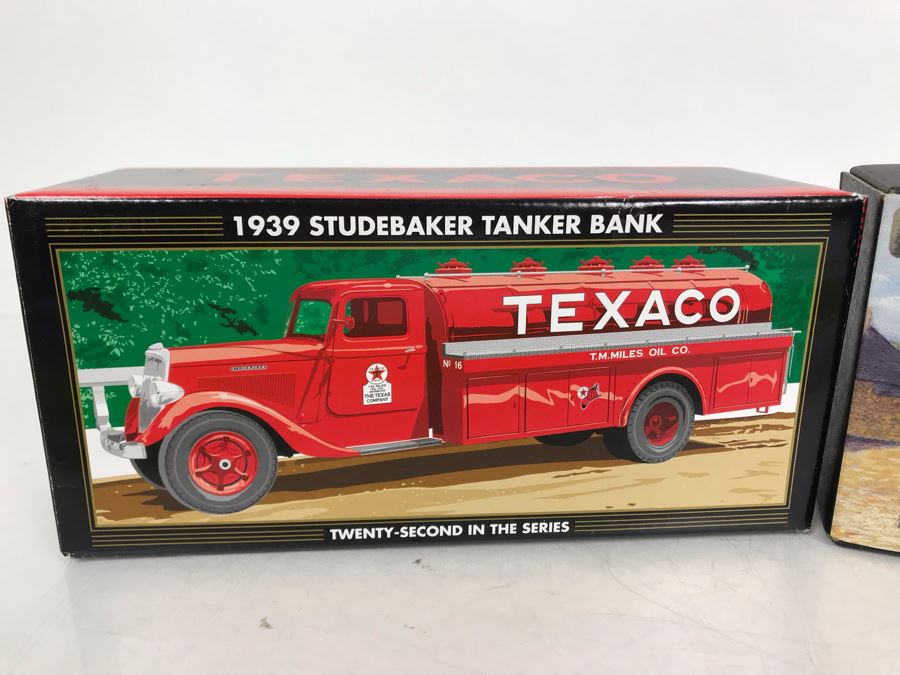 TEXACO
1939 STUDEBAKER TANKER BANK
TEXACO
T.M.MILES OIL CO.
No 16
THE TEXAS
COMPANY
TWENTY-SECOND IN THE SERIES